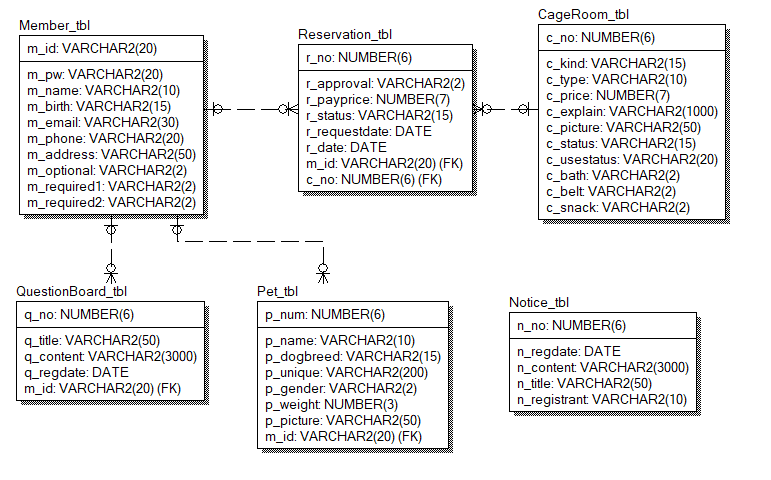 Member_tbl
m_id: VARCHAR2(20)
m_pw: VARCHAR2(20)
m_name: VARCHAR2(10)
m_birth: VARCHAR2(15)
m_email: VARCHAR2(30)
m_phone: VARCHAR2(20)
m_address: VARCHAR2(50)
m_optional: VARCHAR2(2)
m_required1: VARCHAR2(2)
m_required2: VARCHAR2(2)
Reservation_tbl
r_no: NUMBER(6)
r_approval: VARCHAR2(2)
r_payprice: NUMBER(7)
r_status: VARCHAR2(15)
r_requestdate: DATE
r_date: DATE
m_id: VARCHAR2(20) (FK)
c_no: NUMBER(6) (FK)
CageRoom_tbl
c_no: NUMBER(6)
c_kind: VARCHAR2(15)
c_type: VARCHAR2(10)
c_price: NUMBER(7)
c_explain: VARCHAR2(1000)
c_picture: VARCHAR2(50)
c_status: VARCHAR2(15)
c_usestatus: VARCHAR2(20)
c_bath: VARCHAR2(2)
c_belt: VARCHAR2(2)
c_snack: VARCHAR2(2)
QuestionBoard_tbl
q_no: NUMBER(6)
q_title: VARCHAR2(50)
q_content: VARCHAR2(3000)
q_regdate: DATE
m_id: VARCHAR2(20) (FK)
Pet_tbl
p_num: NUMBER(6)
p_name: VARCHAR2(10)
p_dogbreed: VARCHAR2(15)
p_unique: VARCHAR2(200)
p_gender: VARCHAR2(2)
p_weight: NUMBER(3)
p_picture: VARCHAR2(50)
m_id: VARCHAR2(20) (FK)
Notice_tbl
n_no: NUMBER(6)
n_regdate: DATE
n_content: VARCHAR2(3000)
n_title: VARCHAR2(50)
n_registrant: VARCHAR2(10)